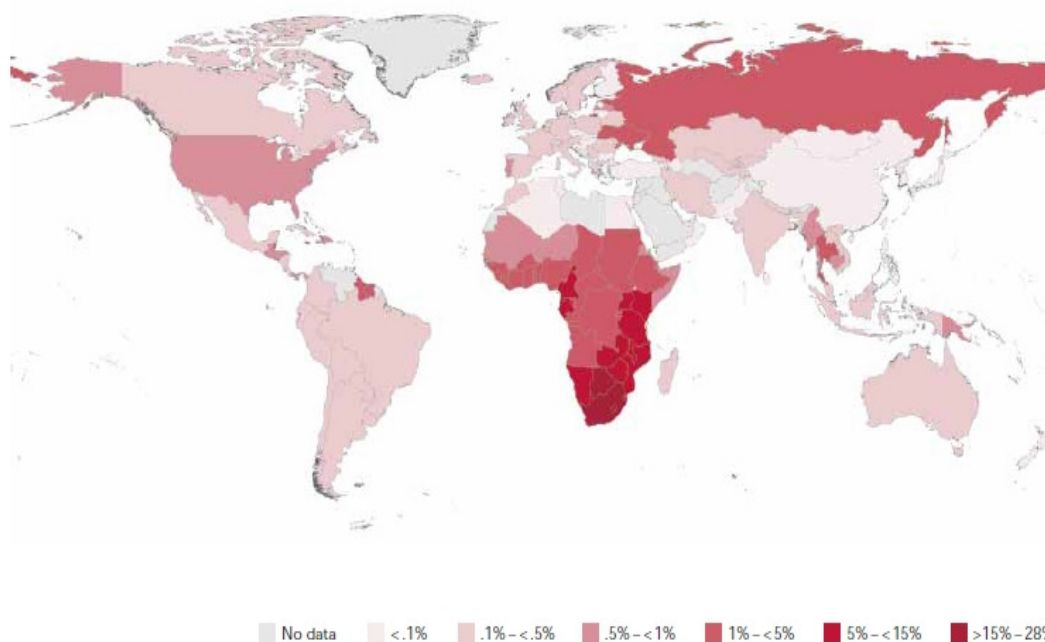 No data <.1% .1% – <.5% .5% – <1% 1% – <5% 5% – <15% >15% – 28%